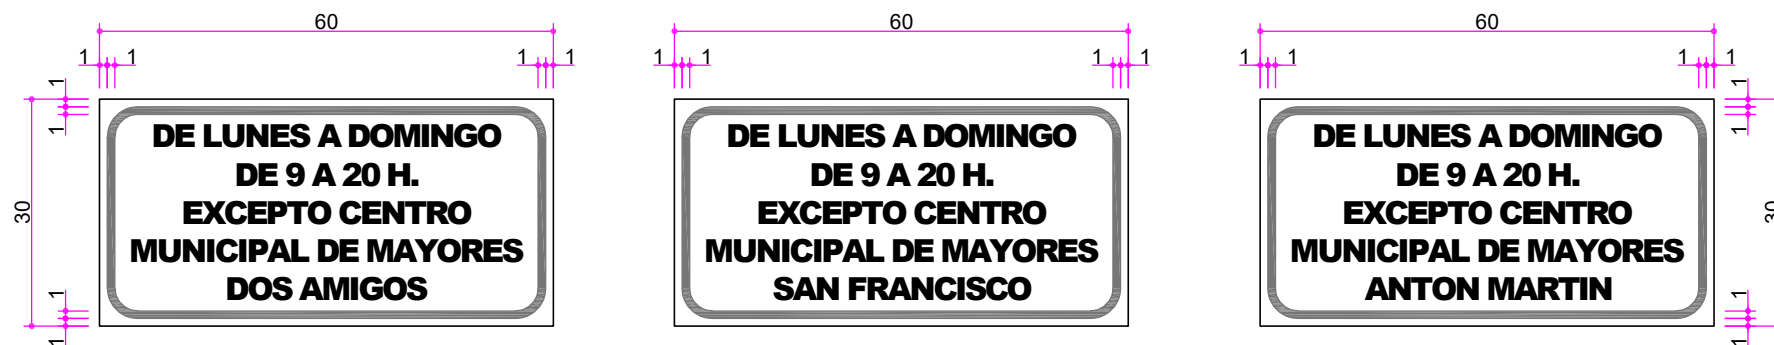 60
60
60
1 1 1 1
1 1 1 1
1 1 1 1
1
1
30
1
1
DE LUNES A DOMINGO
DE 9 A 20 H.
EXCEPTO CENTRO
MUNICIPAL DE MAYORES
DOS AMIGOS
DE LUNES A DOMINGO
DE 9 A 20 H.
EXCEPTO CENTRO
MUNICIPAL DE MAYORES
SAN FRANCISCO
DE LUNES A DOMINGO
DE 9 A 20 H.
EXCEPTO CENTRO
MUNICIPAL DE MAYORES
ANTON MARTIN
1
1
30
1
1